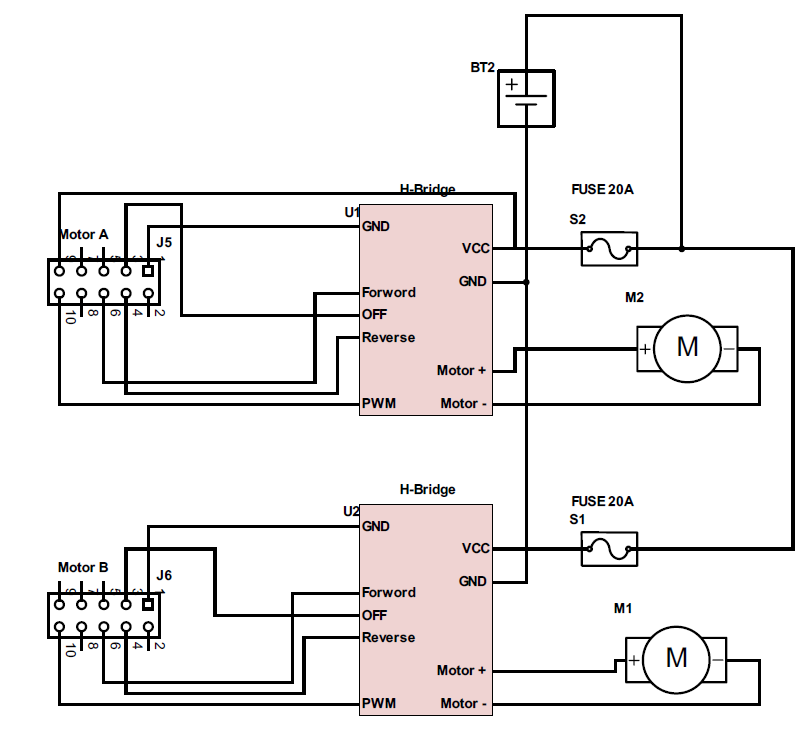 BT2
+
H-Bridge
FUSE 20A
U1
S2
GND
Motor A
J5
VCC
GND
M2
Forword
OFF
10
8
6
4
2
Reverse
+
M
−
Motor +
PWM
Motor -
H-Bridge
FUSE 20A
U2
S1
GND
VCC
Motor B
J6
GND
Forword
M1
OFF
10
8
6
4
2
Reverse
+
M
−
Motor +
PWM
Motor -